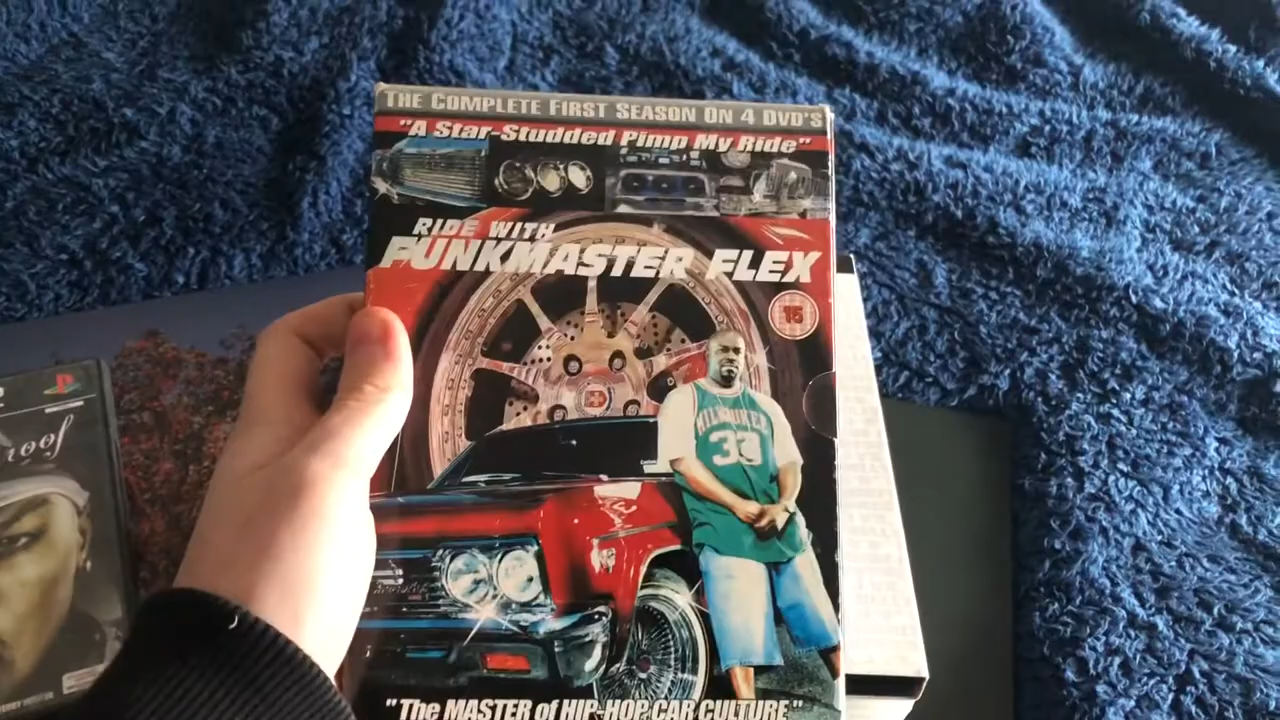 THE COMPLETE FIRST SEASON ON 4 DVD'S
"A Star-Studded Pimp My Ride"
RIDE WITH
FUNKMASTER FLEX
15
MILWAUKEE
33
"The MASTER of HIP-HOP CAR CULTURE"